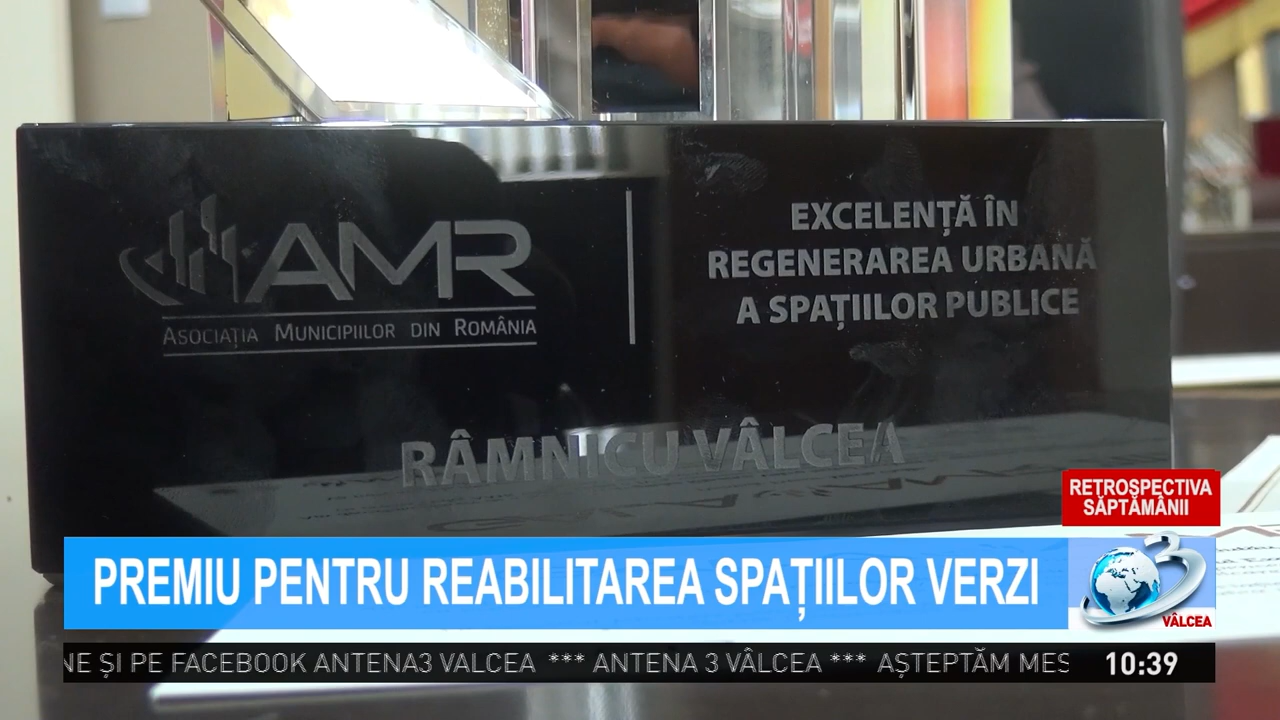 AMR
ASOCIAȚIA MUNICIPIILOR DIN ROMÂNIA
EXCELENȚĂ ÎN
REGENERAREA URBANĂ
A SPAȚIILOR PUBLICE
RÂMNICU VÂLCEA
RETROSPECTIVA
SĂPTĂMÂNII
PREMIU PENTRU REABILITAREA SPAȚIILOR VERZI
3
VÂLCEA
NE ȘI PE FACEBOOK ANTENA3 VALCEA *** ANTENA 3 VÂLCEA *** AȘTEPTĂM MES
10:39